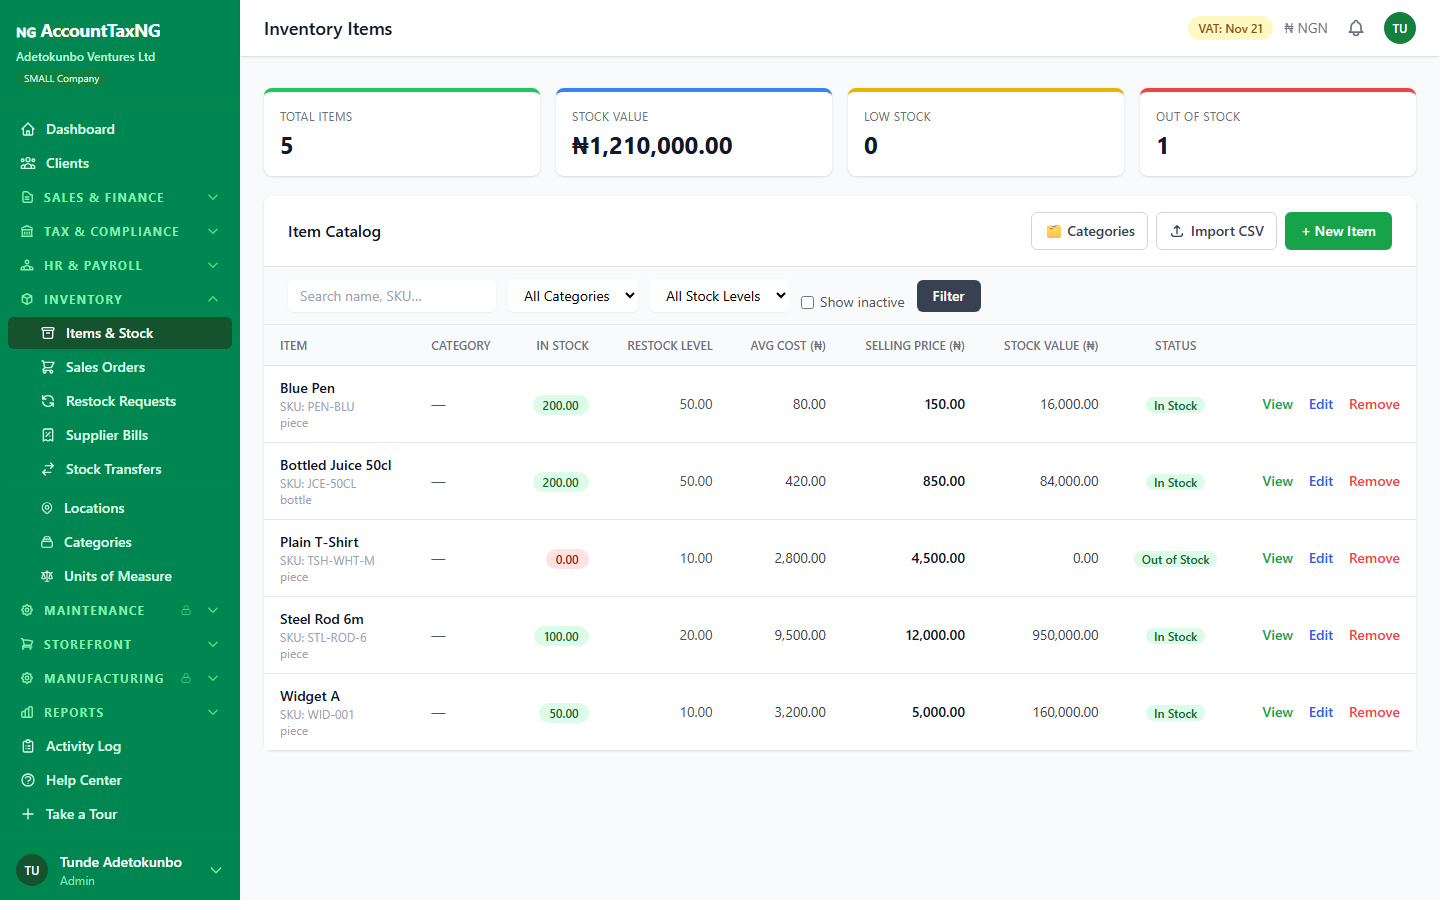 NG AccountTaxNG
Adetokunbo Ventures Ltd
SMALL Company
Dashboard
Clients
SALES & FINANCE
TAX & COMPLIANCE
HR & PAYROLL
INVENTORY
Items & Stock
Sales Orders
Restock Requests
Supplier Bills
Stock Transfers
Locations
Categories
Units of Measure
MAINTENANCE
STOREFRONT
MANUFACTURING
REPORTS
Activity Log
Help Center
Take a Tour
TU Tunde Adetokunbo
Admin
Inventory Items
VAT: Nov 21 ₦ NGN TU
TOTAL ITEMS
5
STOCK VALUE
₦1,210,000.00
LOW STOCK
0
OUT OF STOCK
1
Item Catalog
Categories Import CSV + New Item
Search name, SKU... All Categories All Stock Levels Show inactive Filter
ITEM CATEGORY IN STOCK RESTOCK LEVEL AVG COST (₦) SELLING PRICE (₦) STOCK VALUE (₦) STATUS
Blue Pen
SKU: PEN-BLU
piece
— 200.00 50.00 80.00 150.00 16,000.00 In Stock View Edit Remove
Bottled Juice 50cl
SKU: JCE-50CL
bottle
— 200.00 50.00 420.00 850.00 84,000.00 In Stock View Edit Remove
Plain T-Shirt
SKU: TSH-WHT-M
piece
— 0.00 10.00 2,800.00 4,500.00 0.00 Out of Stock View Edit Remove
Steel Rod 6m
SKU: STL-ROD-6
piece
— 100.00 20.00 9,500.00 12,000.00 950,000.00 In Stock View Edit Remove
Widget A
SKU: WID-001
piece
— 50.00 10.00 3,200.00 5,000.00 160,000.00 In Stock View Edit Remove